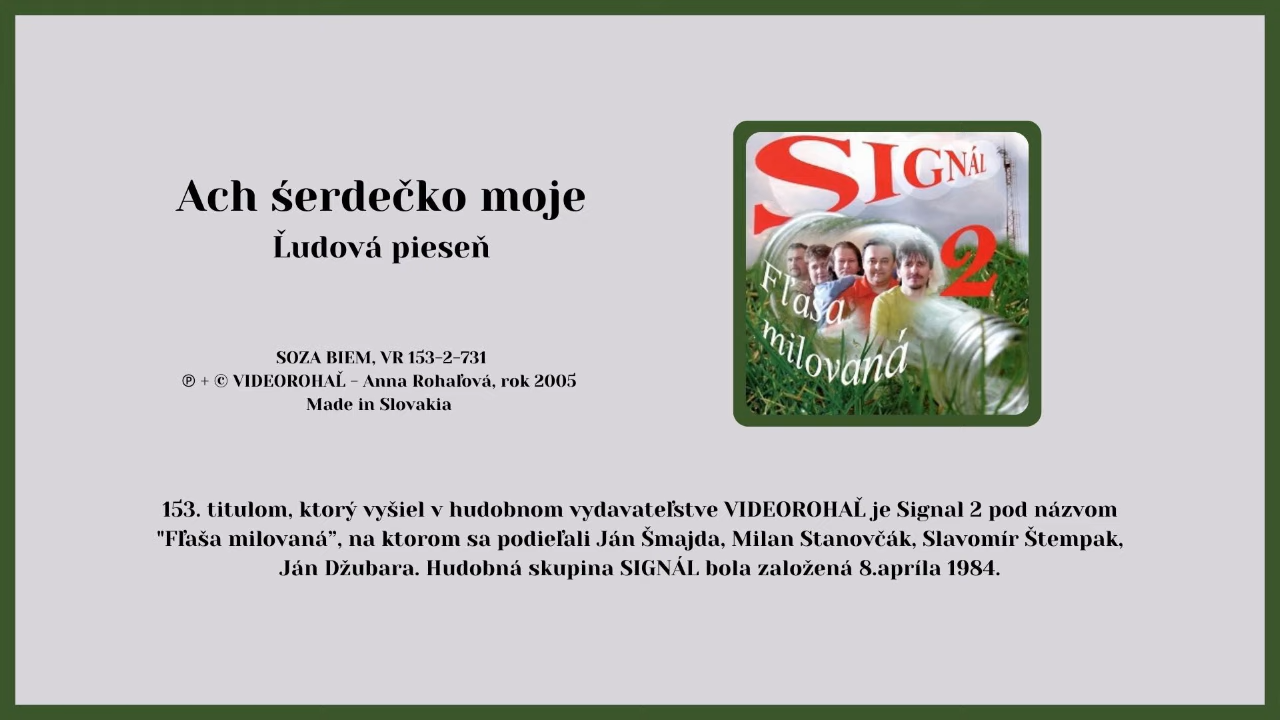 Ach śerdečko moje
Ľudová pieseň
SOZA BIEM, VR 153-2-731
℗ + © VIDEOROHAĽ - Anna Rohaľová, rok 2005
Made in Slovakia
SIGNÁL
2
Fľaša
milovaná
153. titulom, ktorý vyšiel v hudobnom vydavateľstve VIDEOROHAĽ je Signal 2 pod názvom
"Fľaša milovaná”, na ktorom sa podieľali Ján Šmajda, Milan Stanovčák, Slavomír Štempak,
Ján Džubara. Hudobná skupina SIGNÁL bola založená 8.apríla 1984.